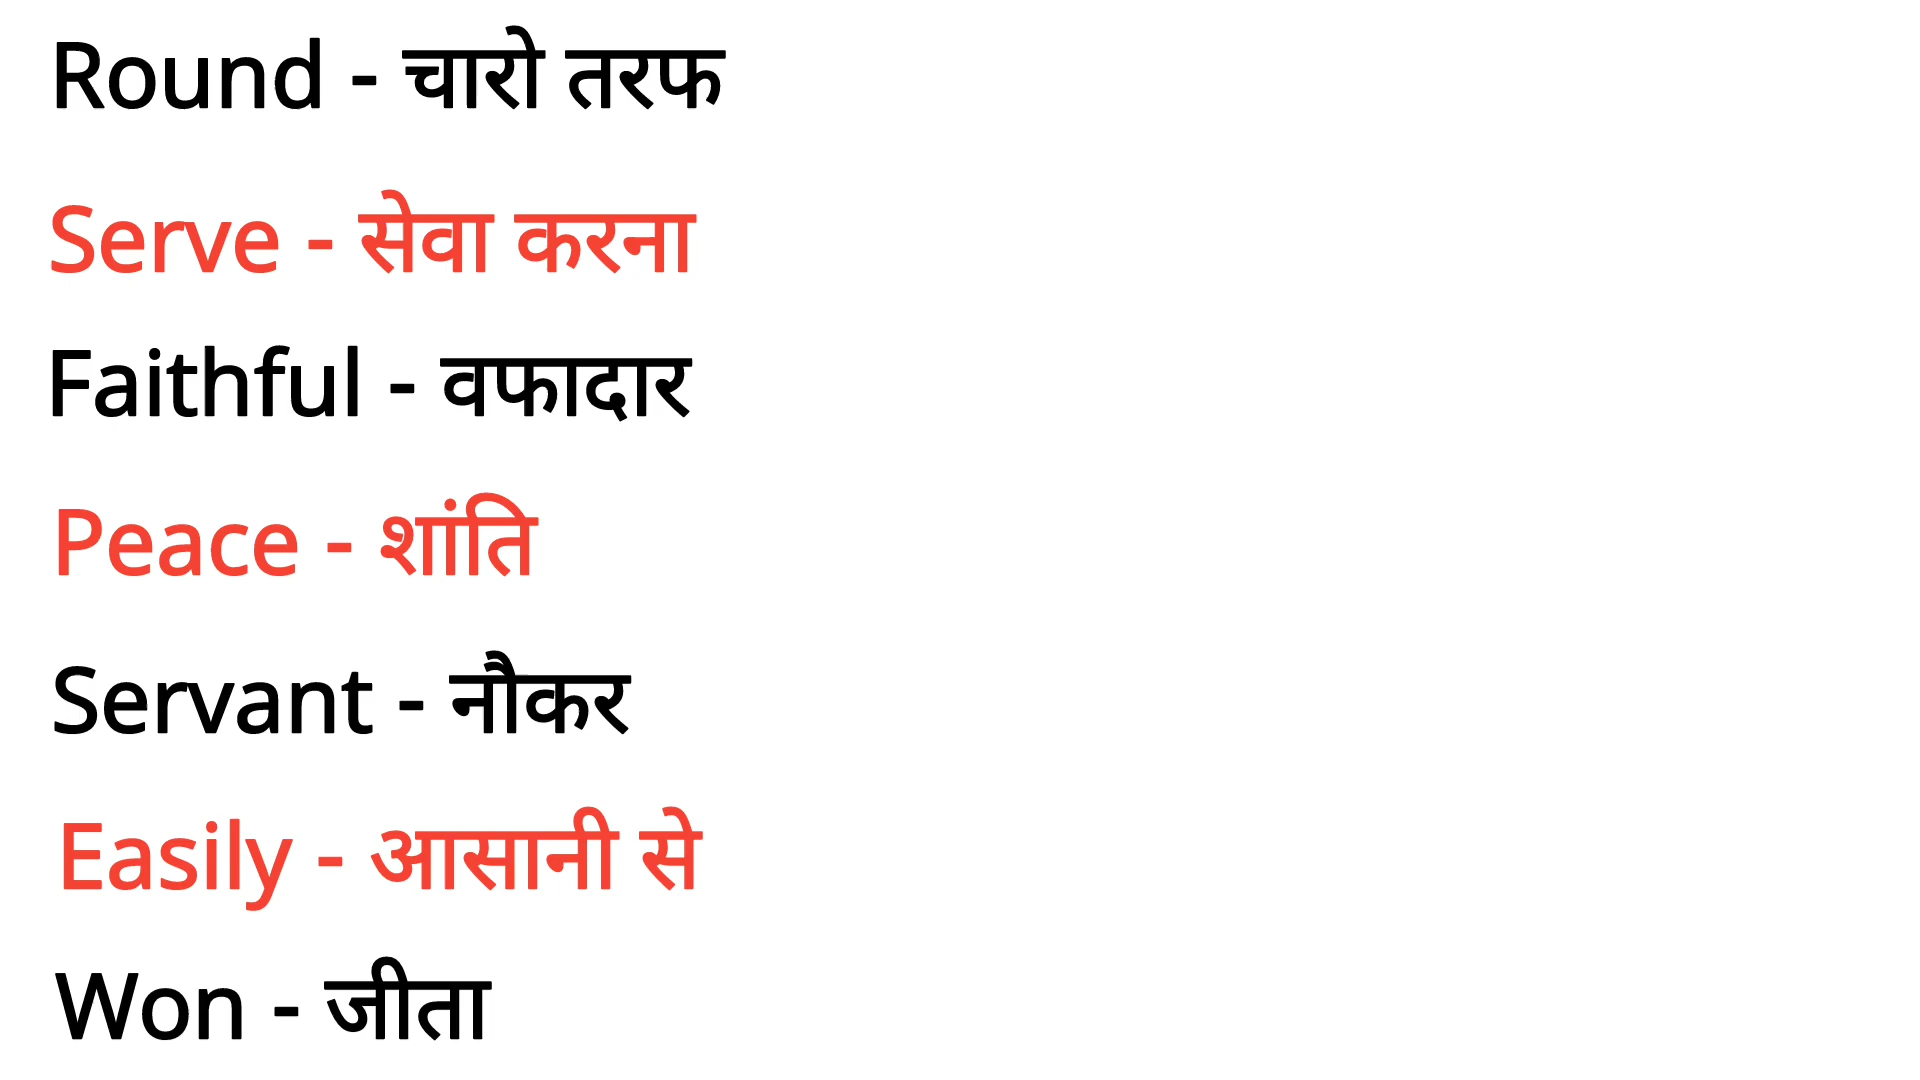 Round - चारो तरफ
Serve - सेवा करना
Faithful - वफादार
Peace - शांति
Servant - नौकर
Easily - आसानी से
Won - जीता